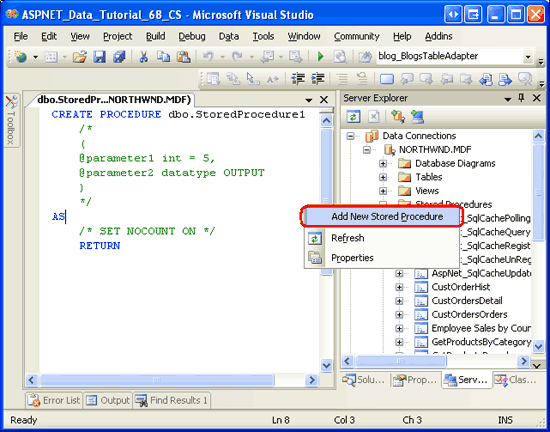 ASPNET_Data_Tutorial_68_CS - Microsoft Visual Studio
File Edit View Project Build Debug Data Tools Window Community Help Addins
blog_BlogsTableAdapter
Toolbox
dbo.StoredPr...NORTHWND.MDF)
CREATE PROCEDURE dbo.StoredProcedure1
/*
(
@parameter1 int = 5,
@parameter2 datatype OUTPUT
)
*/
AS
/* SET NOCOUNT ON */
RETURN
Server Explorer
Data Connections
NORTHWND.MDF
Database Diagrams
Tables
Views
Stored Procedures
Add New Stored Procedure
Refresh
Properties
_SqlCachePolling
_SqlCacheQuery
_SqlCacheRegist
_SqlCacheUnReg
AspNet_SqlCacheUpdate
CustOrderHist
CustOrdersDetail
CustOrdersOrders
Employee Sales by Coun
GetProductsByCategory
Solu... Prop... Serv... Clas...
Error List Output Find Results 1
Ready Ln 8 Col 3 Ch 3 INS